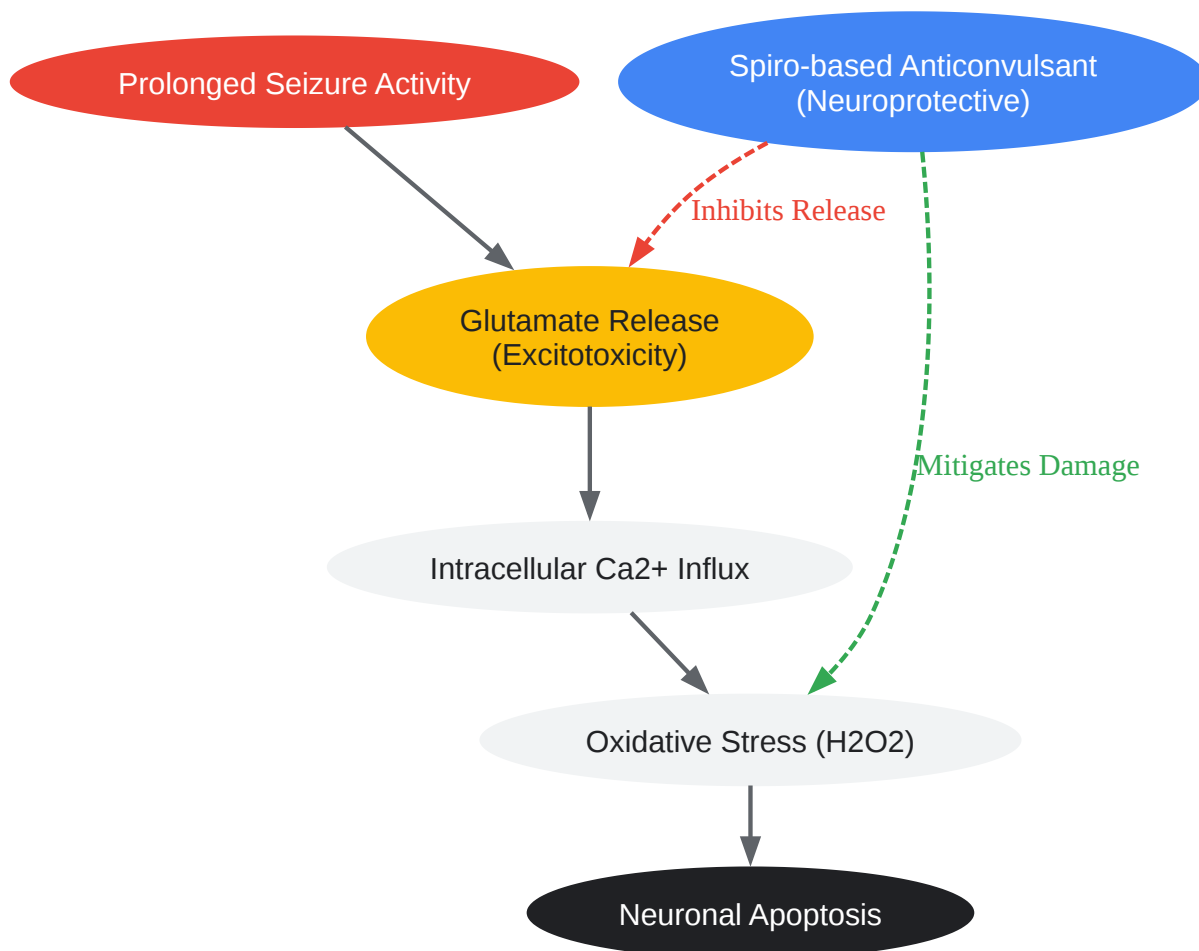 Prolonged Seizure Activity
Spiro-based Anticonvulsant
(Neuroprotective)
Inhibits Release
Glutamate Release
(Excitotoxicity)
Mitigates Damage
Intracellular Ca2+ Influx
Oxidative Stress (H2O2)
Neuronal Apoptosis